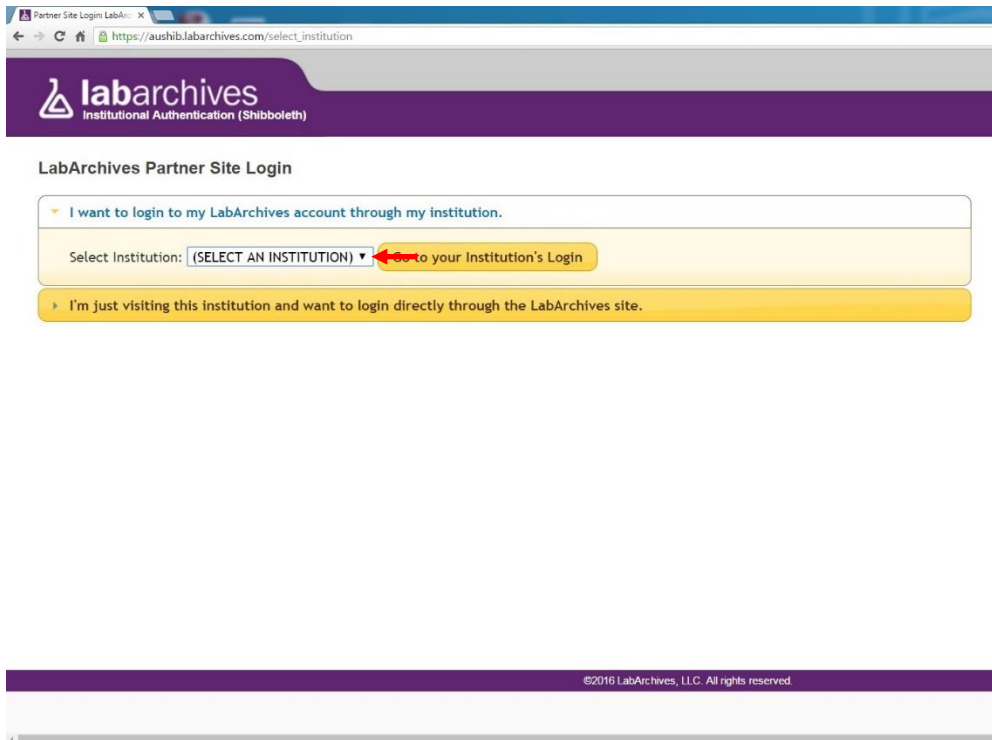 Partner Site Login: LabArc
https://aushib.labarchives.com/select_institution
labarchives
Institutional Authentication (Shibboleth)
LabArchives Partner Site Login
I want to login to my LabArchives account through my institution.
Select Institution: (SELECT AN INSTITUTION) Go to your Institution's Login
I'm just visiting this institution and want to login directly through the LabArchives site.
©2016 LabArchives, LLC. All rights reserved.